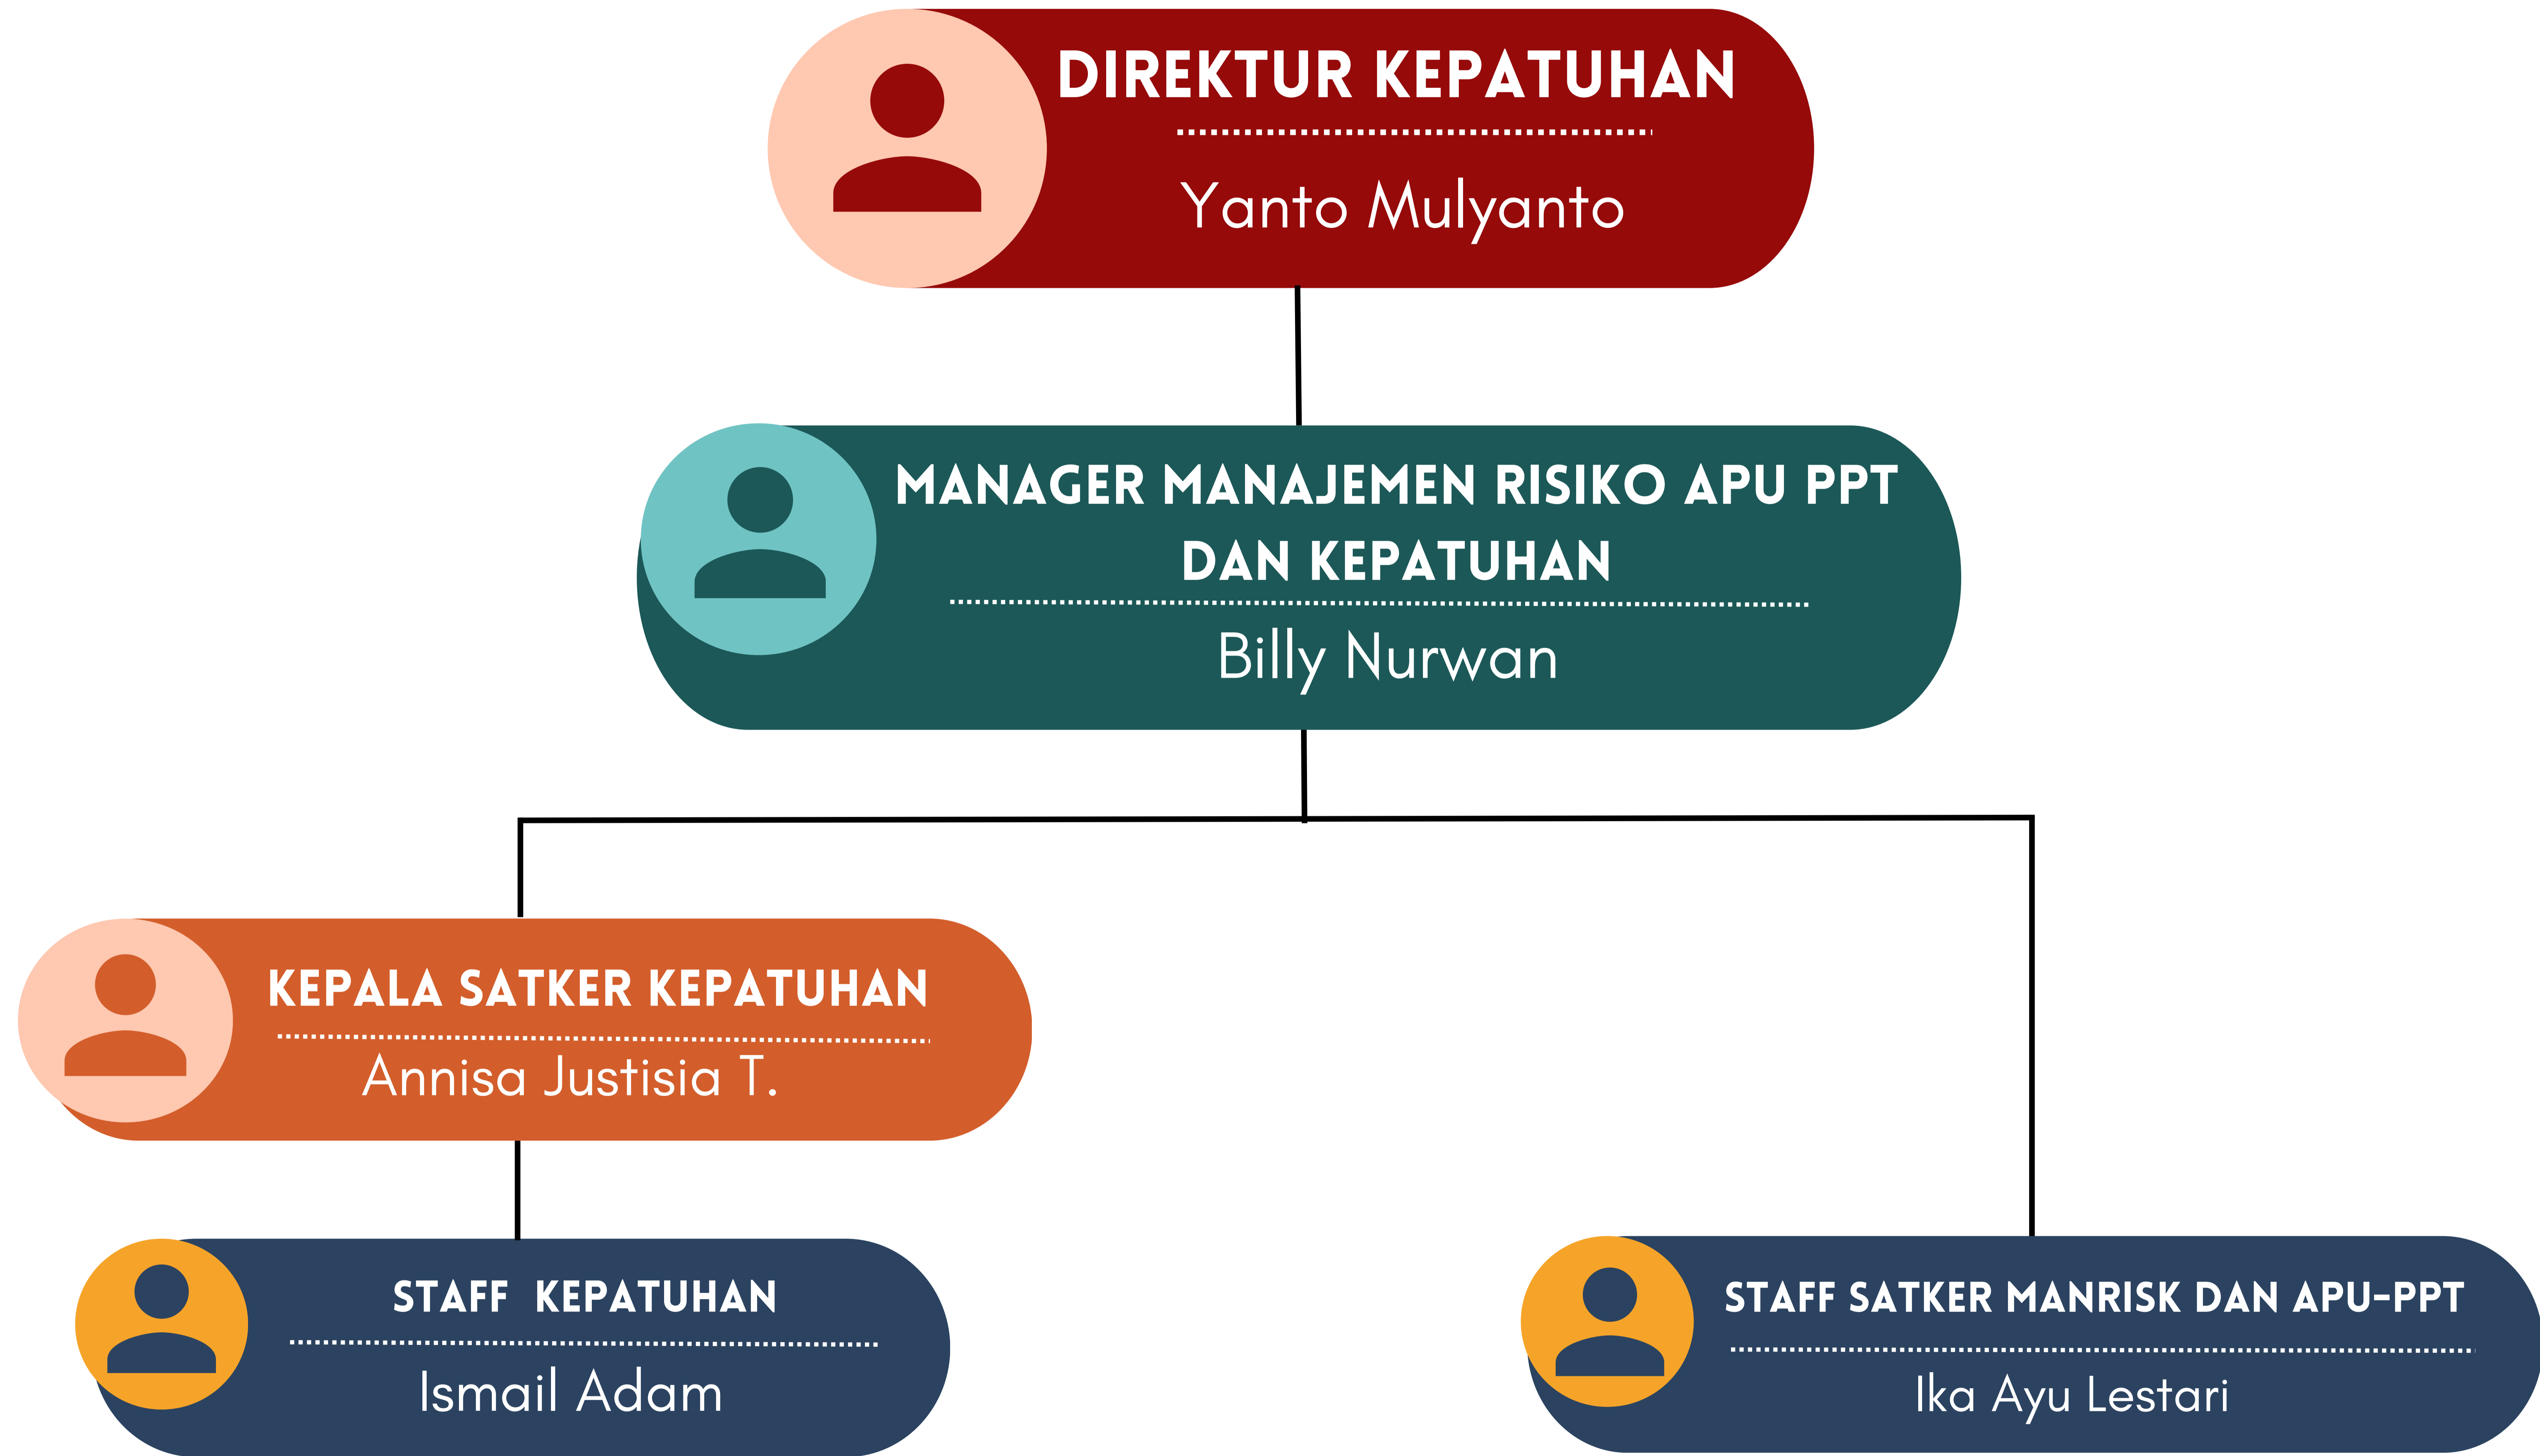 DIREKTUR KEPATUHAN
Yanto Mulyanto
MANAGER MANAJEMEN RISIKO APU PPT
DAN KEPATUHAN
Billy Nurwan
KEPALA SATKER KEPATUHAN
Annisa Justisia T.
STAFF KEPATUHAN
Ismail Adam
STAFF SATKER MANRISK DAN APU-PPT
Ika Ayu Lestari